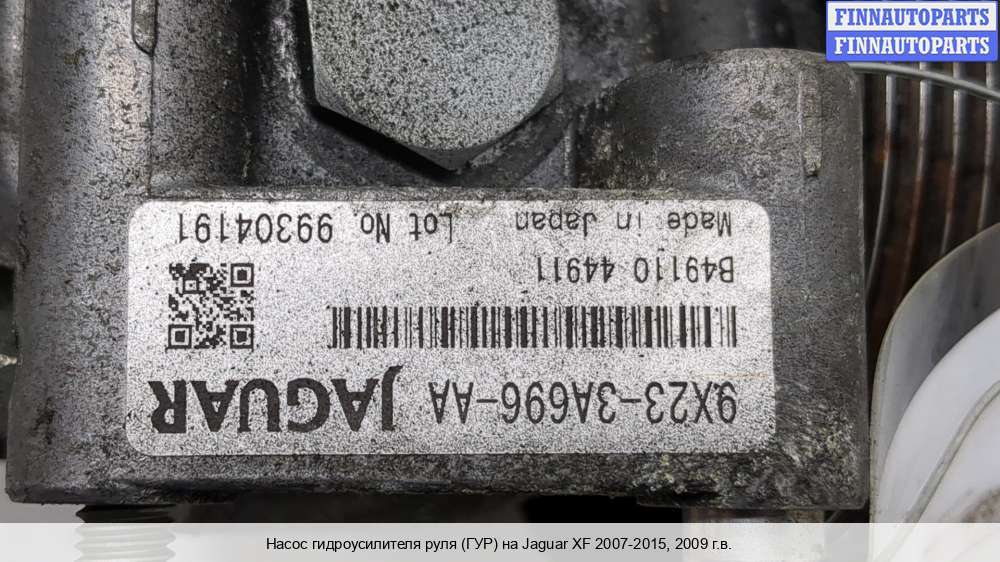 FINNAUTOPARTS
FINNAUTOPARTS
9X23-3A696-AA JAGUAR
B49110 44911
Made in Japan Lot No. 99304191
Насос гидроусилителя руля (ГУР) на Jaguar XF 2007-2015, 2009 г.в.